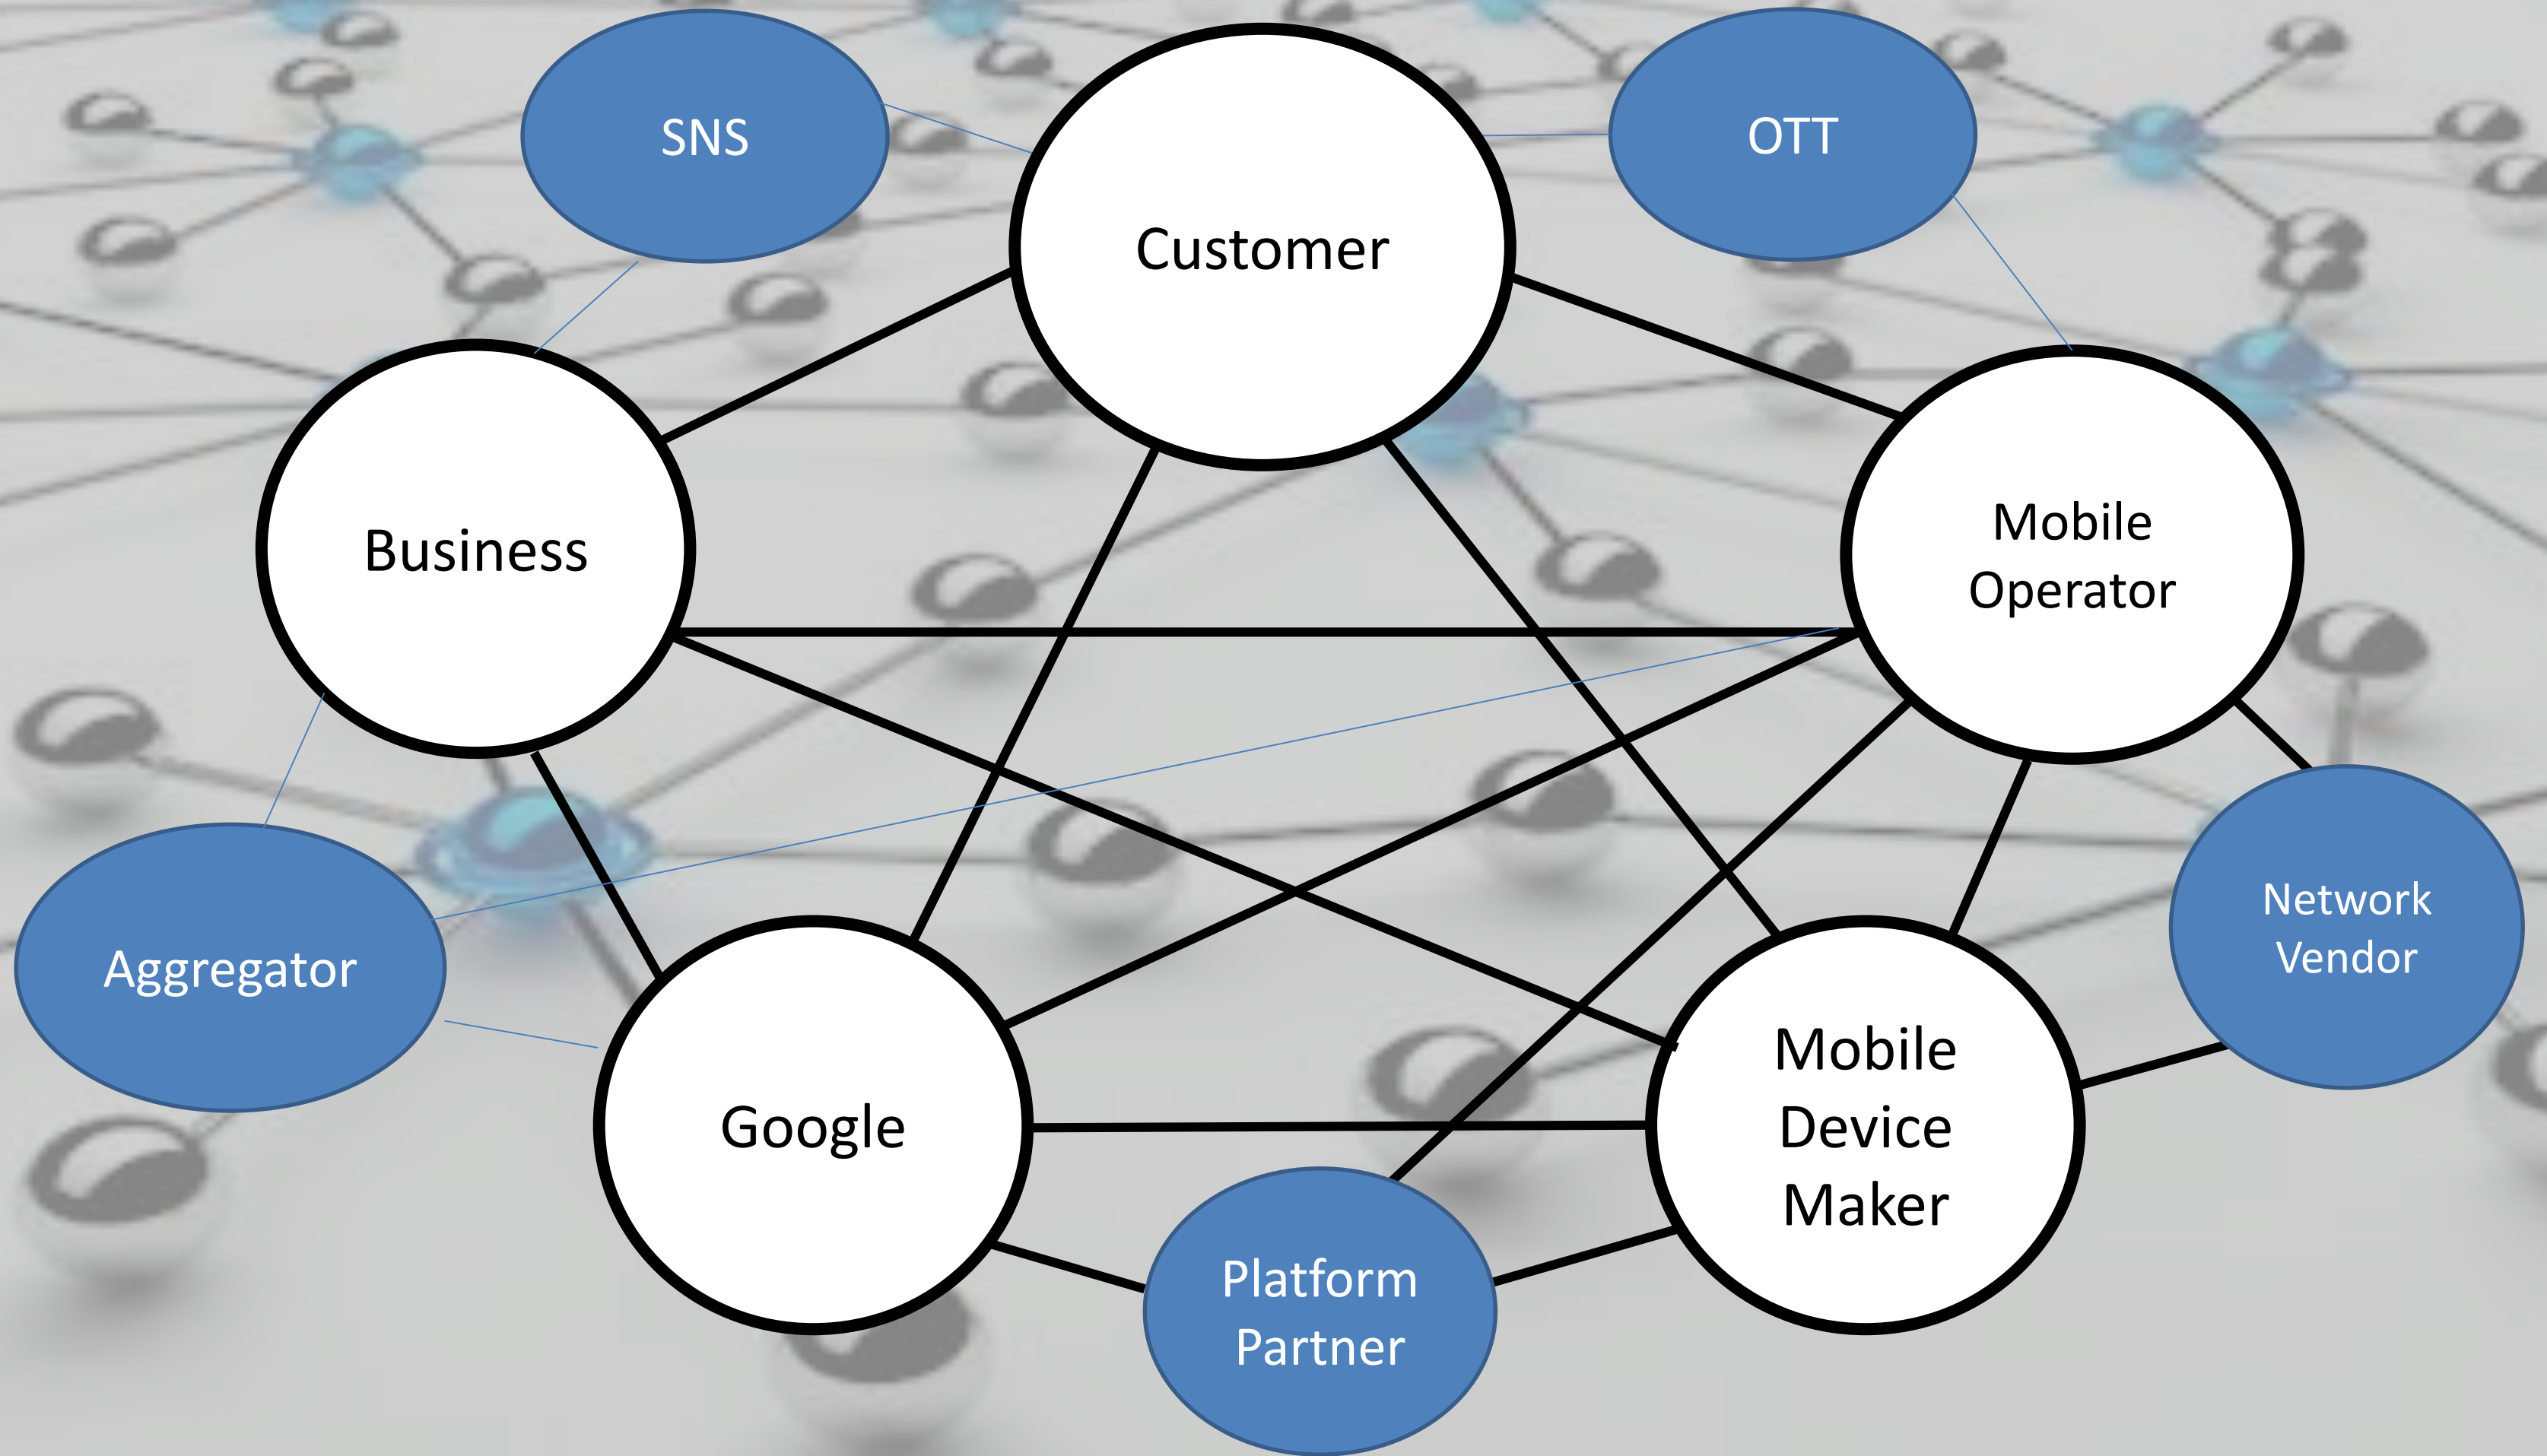 SNS
OTT
Customer
Business
Mobile
Operator
Network
Vendor
Aggregator
Google
Mobile
Device
Maker
Platform
Partner